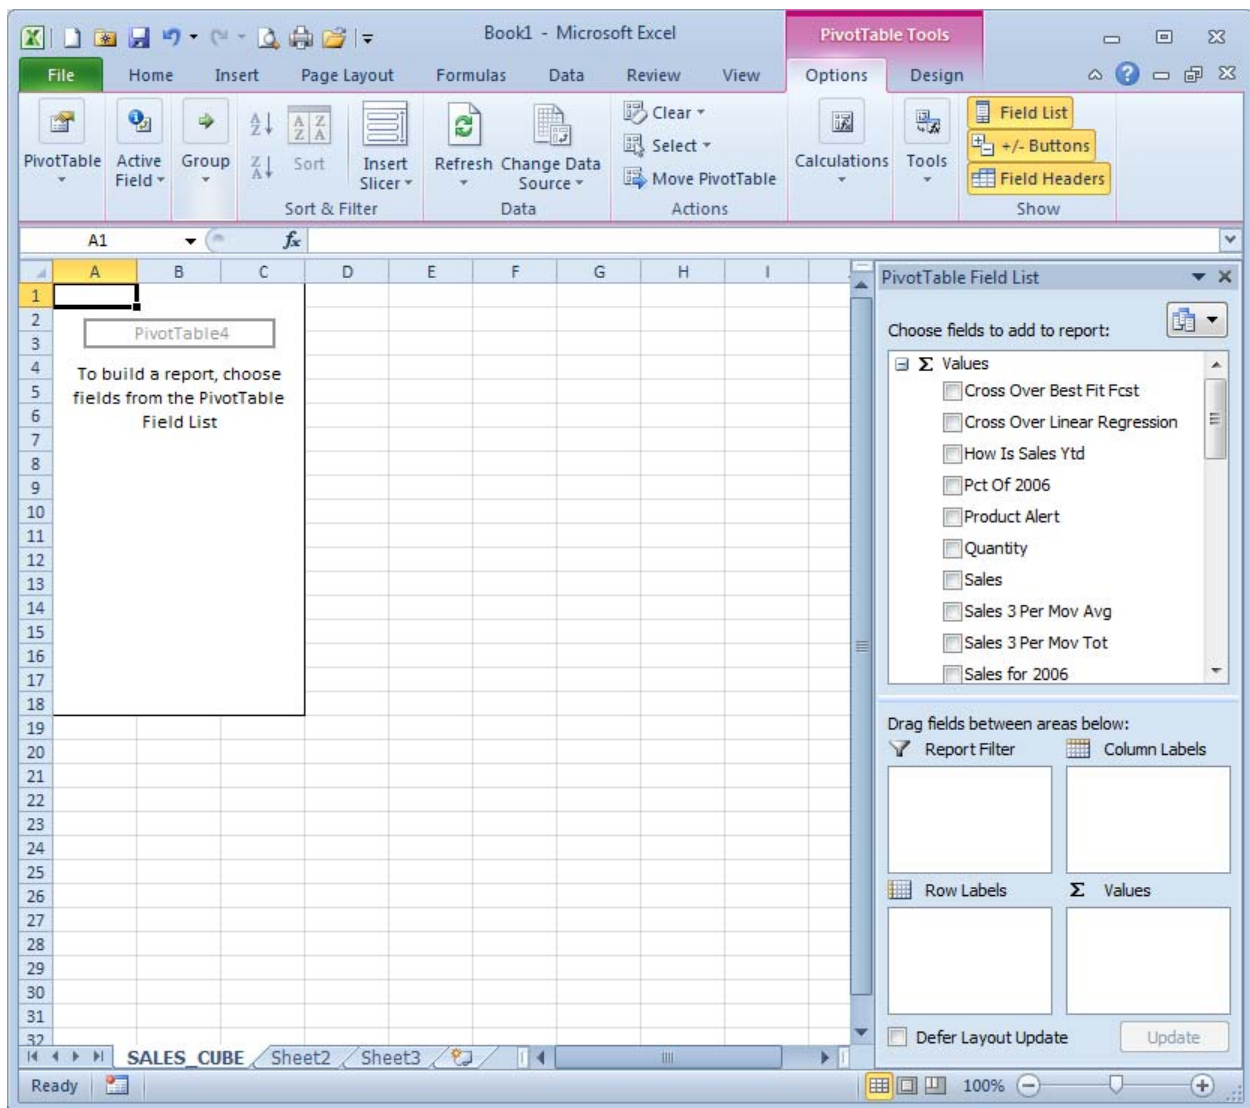 Book1 - Microsoft Excel
PivotTable Tools
File Home Insert Page Layout Formulas Data Review View Options Design
PivotTable
Active Field
Group
Sort
Insert Slicer
Sort & Filter
Refresh
Change Data Source
Data
Clear
Select
Move PivotTable
Actions
Calculations
Tools
Field List
+/- Buttons
Field Headers
Show
A1
fx
A B C D E F G H I
PivotTable Field List
1
2
3
4
5
6
7
8
9
10
11
12
13
14
15
16
17
18
19
20
21
22
23
24
25
26
27
28
29
30
31
32
PivotTable4
To build a report, choose
fields from the PivotTable
Field List
Choose fields to add to report:
Σ Values
Cross Over Best Fit Fcst
Cross Over Linear Regression
How Is Sales Ytd
Pct Of 2006
Product Alert
Quantity
Sales
Sales 3 Per Mov Avg
Sales 3 Per Mov Tot
Sales for 2006
Drag fields between areas below:
Report Filter
Column Labels
Row Labels
Σ Values
Defer Layout Update
Update
SALES_CUBE Sheet2 Sheet3
Ready
100%